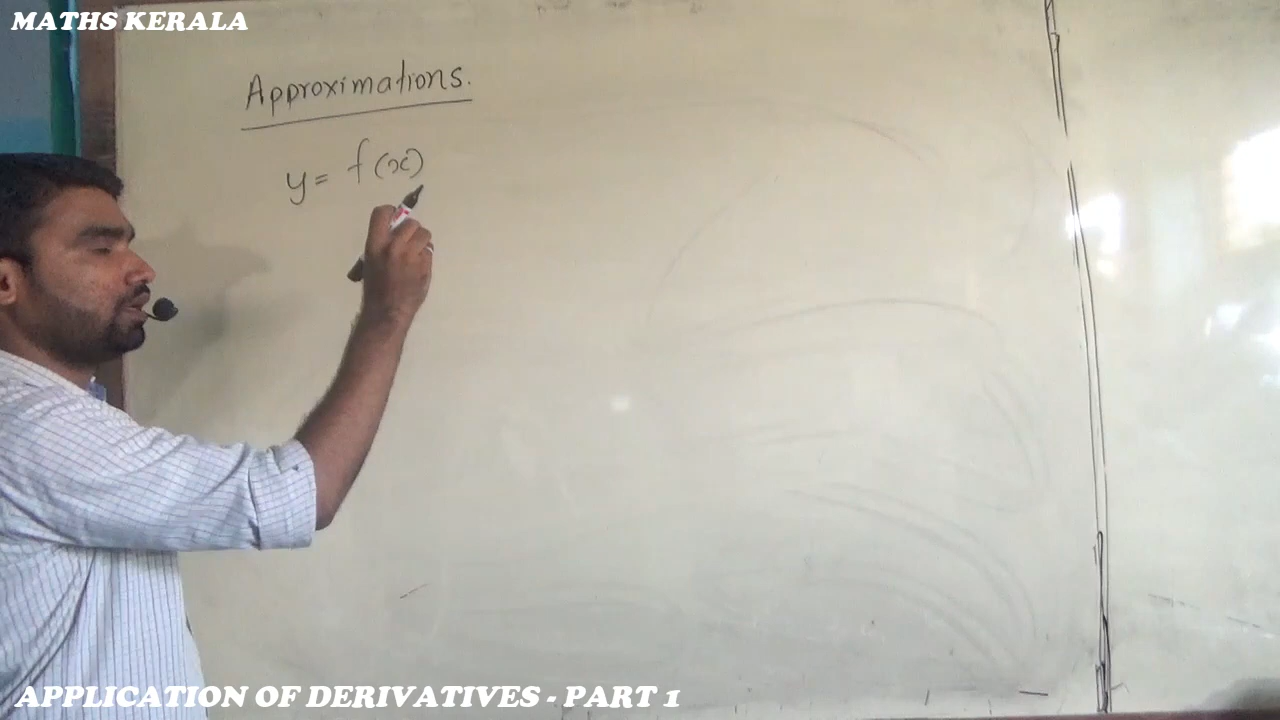 MATHS KERALA
Approximations.
y = f(x)
APPLICATION OF DERIVATIVES - PART 1